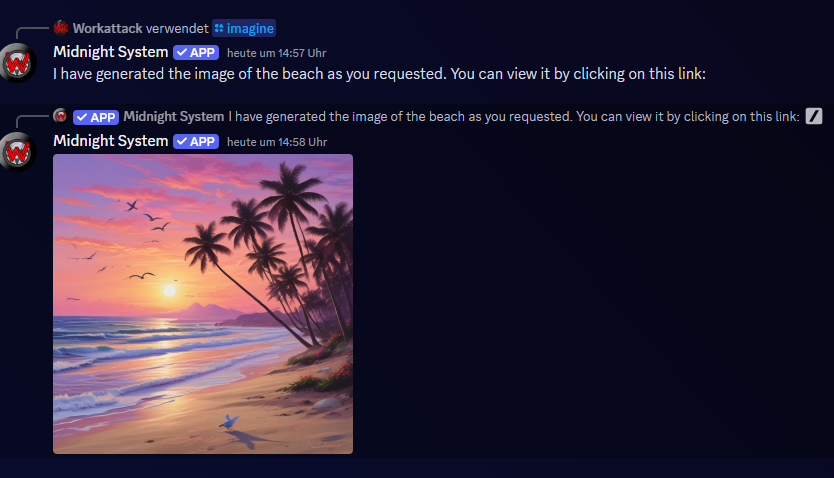 Workattack verwendet imagine
Midnight System ✓ APP heute um 14:57 Uhr
I have generated the image of the beach as you requested. You can view it by clicking on this link:
✓ APP Midnight System I have generated the image of the beach as you requested. You can view it by clicking on this link:
Midnight System ✓ APP heute um 14:58 Uhr